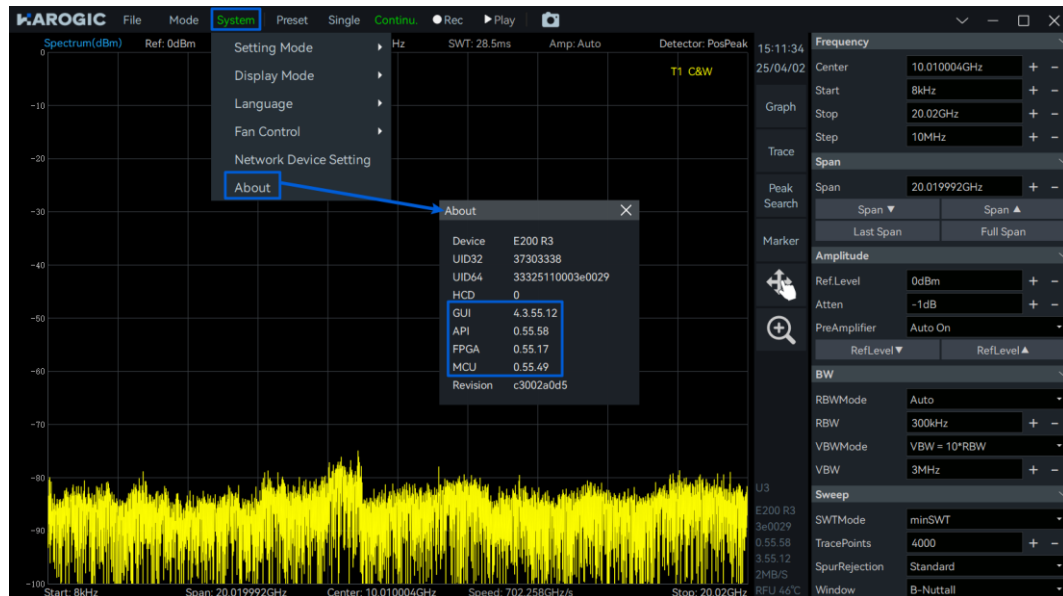 HAROGIC File Mode System Preset Single Continu. Rec Play
Spectrum(dBm) Ref: 0dBm Hz SWT: 28.5ms Amp: Auto Detector: PosPeak
T1 C&W
0
-10
-20
-30
-40
-50
-60
-70
-80
-90
-100
Start: 8kHz Span: 20.019992GHz Center: 10.010004GHz Speed: 702.258GHz/s Stop: 20.02GHz
Setting Mode
Display Mode
Language
Fan Control
Network Device Setting
About
About
Device E200 R3
UID32 37303338
UID64 33325110003e0029
HCD 0
GUI 4.3.55.12
API 0.55.58
FPGA 0.55.17
MCU 0.55.49
Revision c3002a0d5
15:11:34
25/04/02
Graph
Trace
Peak
Search
Marker
U3
E200 R3
3e0029
0.55.58
3.55.12
2MB/S
RFU 46°C
Frequency
Center 10.010004GHz + -
Start 8kHz + -
Stop 20.02GHz + -
Step 10MHz + -
Span
Span 20.019992GHz + -
Span ▼ Span ▲
Last Span Full Span
Amplitude
Ref.Level 0dBm + -
Atten -1dB + -
PreAmplifier Auto On
RefLevel▼ RefLevel▲
BW
RBWMode Auto
RBW 300kHz + -
VBWMode VBW = 10*RBW
VBW 3MHz + -
Sweep
SWTMode minSWT
TracePoints 4000 + -
SpurRejection Standard
Window B-Nuttall